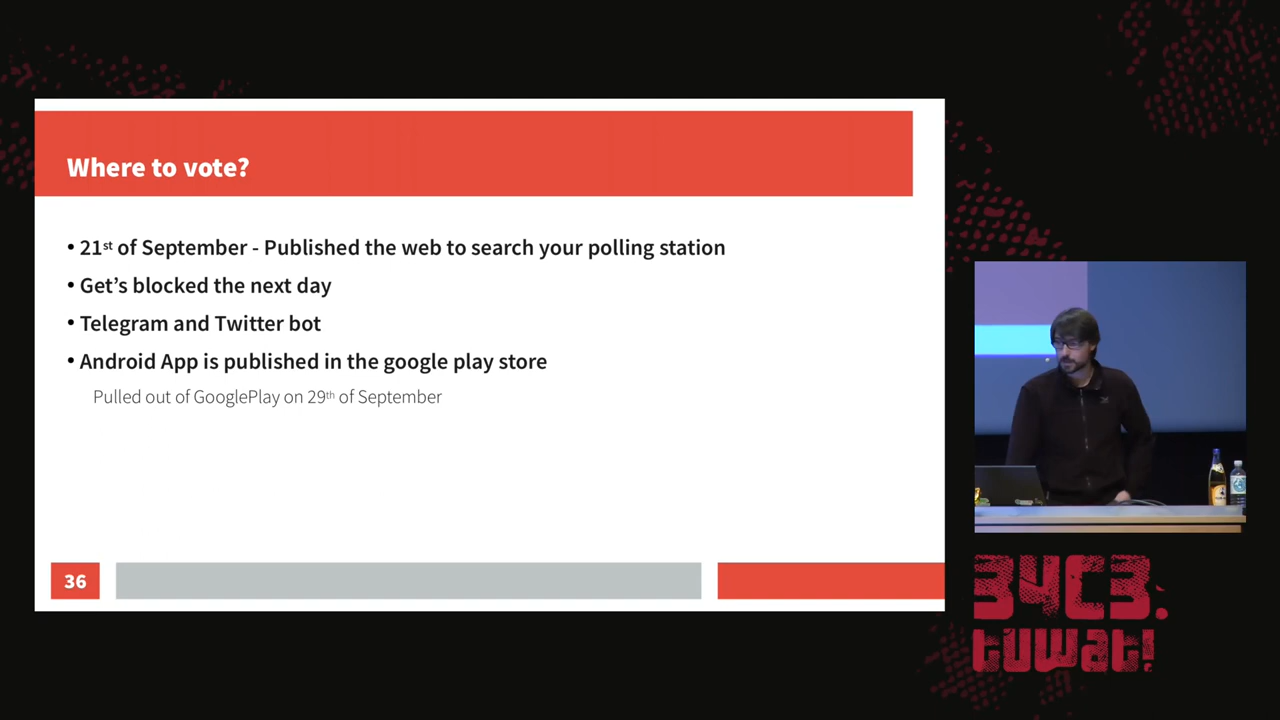 Where to vote?
• 21st of September - Published the web to search your polling station
• Get's blocked the next day
• Telegram and Twitter bot
• Android App is published in the google play store
Pulled out of GooglePlay on 29th of September
36
34C3.
tuwat!